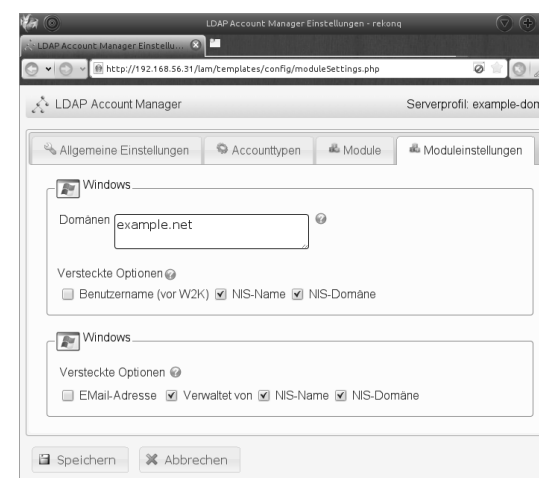 LDAP Account Manager Einstellungen - rekonq
LDAP Account Manager Einstellu...
http://192.168.56.31/lam/templates/config/moduleSettings.php
LDAP Account Manager
Serverprofil: example-dom
Allgemeine Einstellungen
Accounttypen
Module
Moduleinstellungen
Windows
Domänen
example.net
Versteckte Optionen
Benutzername (vor W2K) NIS-Name NIS-Domäne
Windows
Versteckte Optionen
EMail-Adresse Verwaltet von NIS-Name NIS-Domäne
Speichern
Abbrechen